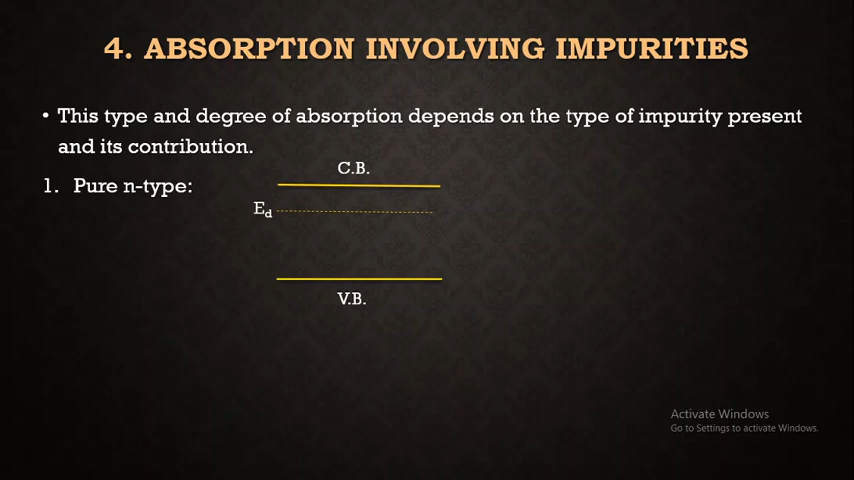 4. ABSORPTION INVOLVING IMPURITIES
• This type and degree of absorption depends on the type of impurity present
and its contribution.
C.B.
1. Pure n-type:
Ed
V.B.
Activate Windows
Go to Settings to activate Windows.